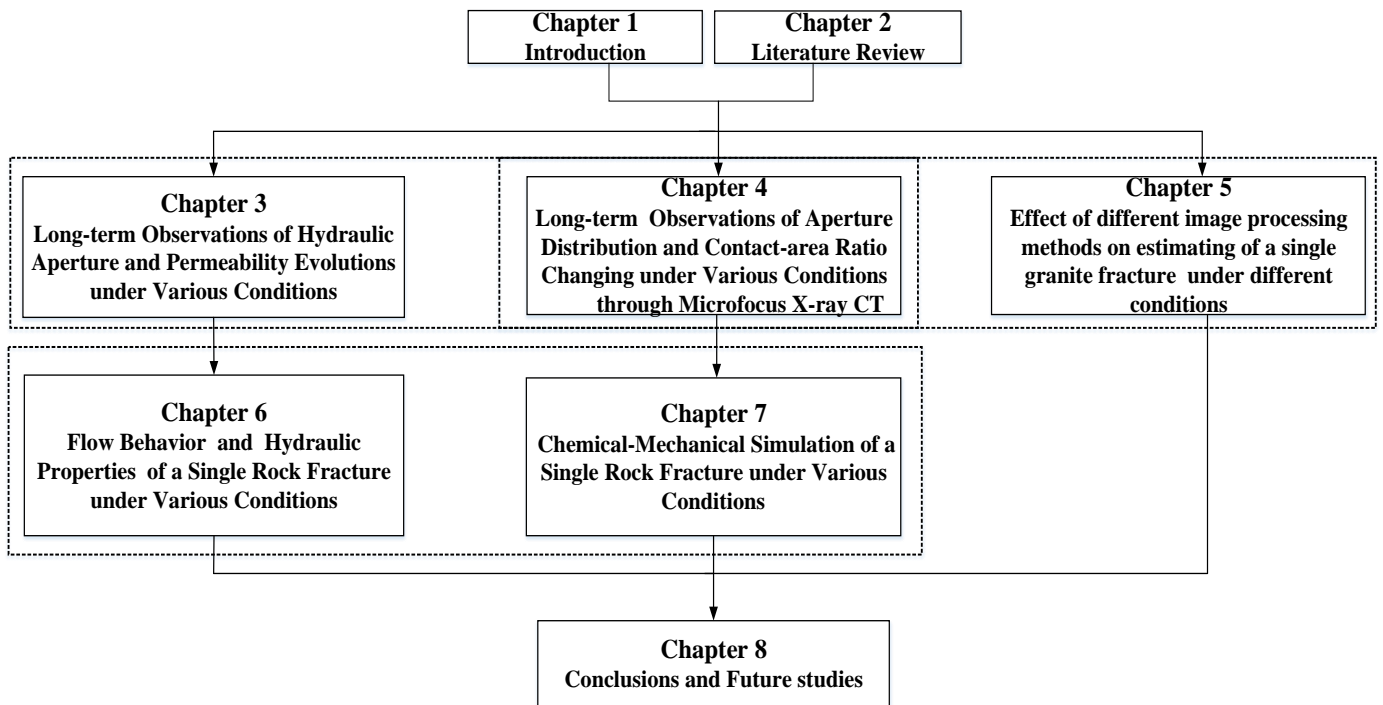 Chapter 1
Introduction
Chapter 2
Literature Review
Chapter 3
Long-term Observations of Hydraulic
Aperture and Permeability Evolutions
under Various Conditions
Chapter 4
Long-term Observations of Aperture
Distribution and Contact-area Ratio
Changing under Various Conditions
through Microfocus X-ray CT
Chapter 5
Effect of different image processing
methods on estimating of a single
granite fracture under different
conditions
Chapter 6
Flow Behavior and Hydraulic
Properties of a Single Rock Fracture
under Various Conditions
Chapter 7
Chemical-Mechanical Simulation of a
Single Rock Fracture under Various
Conditions
Chapter 8
Conclusions and Future studies